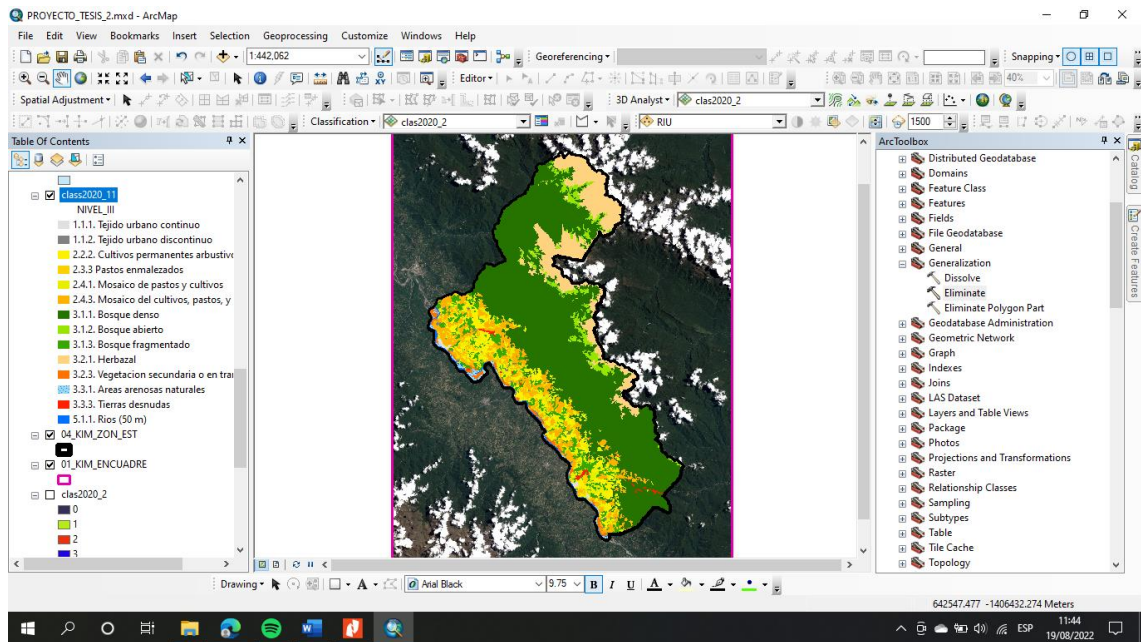 PROYECTO_TESIS_2.mxd - ArcMap
File Edit View Bookmarks Insert Selection Geoprocessing Customize Windows Help
1:442,062 Georeferencing Snapping
Editor 40%
Spatial Adjustment 3D Analyst clas2020_2
Classification clas2020_2 RIU 1500
Table Of Contents
class2020_11
NIVEL_III
1.1.1. Tejido urbano continuo
1.1.2. Tejido urbano discontinuo
2.2.2. Cultivos permanentes arbustivo
2.3.3 Pastos enmalezados
2.4.1. Mosaico de pastos y cultivos
2.4.3. Mosaico del cultivos, pastos, y
3.1.1. Bosque denso
3.1.2. Bosque abierto
3.1.3. Bosque fragmentado
3.2.1. Herbazal
3.2.3. Vegetacion secundaria o en tran
3.3.1. Areas arenosas naturales
3.3.3. Tierras desnudas
5.1.1. Rios (50 m)
04_KIM_ZON_EST
01_KIM_ENCUADRE
clas2020_2
0
1
2
3
ArcToolbox
Distributed Geodatabase
Domains
Feature Class
Features
Fields
File Geodatabase
General
Generalization
Dissolve
Eliminate
Eliminate Polygon Part
Geodatabase Administration
Geometric Network
Graph
Indexes
Joins
LAS Dataset
Layers and Table Views
Package
Photos
Projections and Transformations
Raster
Relationship Classes
Sampling
Subtypes
Table
Tile Cache
Topology
Catalog
Create Features
Drawing A Arial Black 9.75 B I U A
642547.477 -1406432.274 Meters
ESP
11:44
19/08/2022